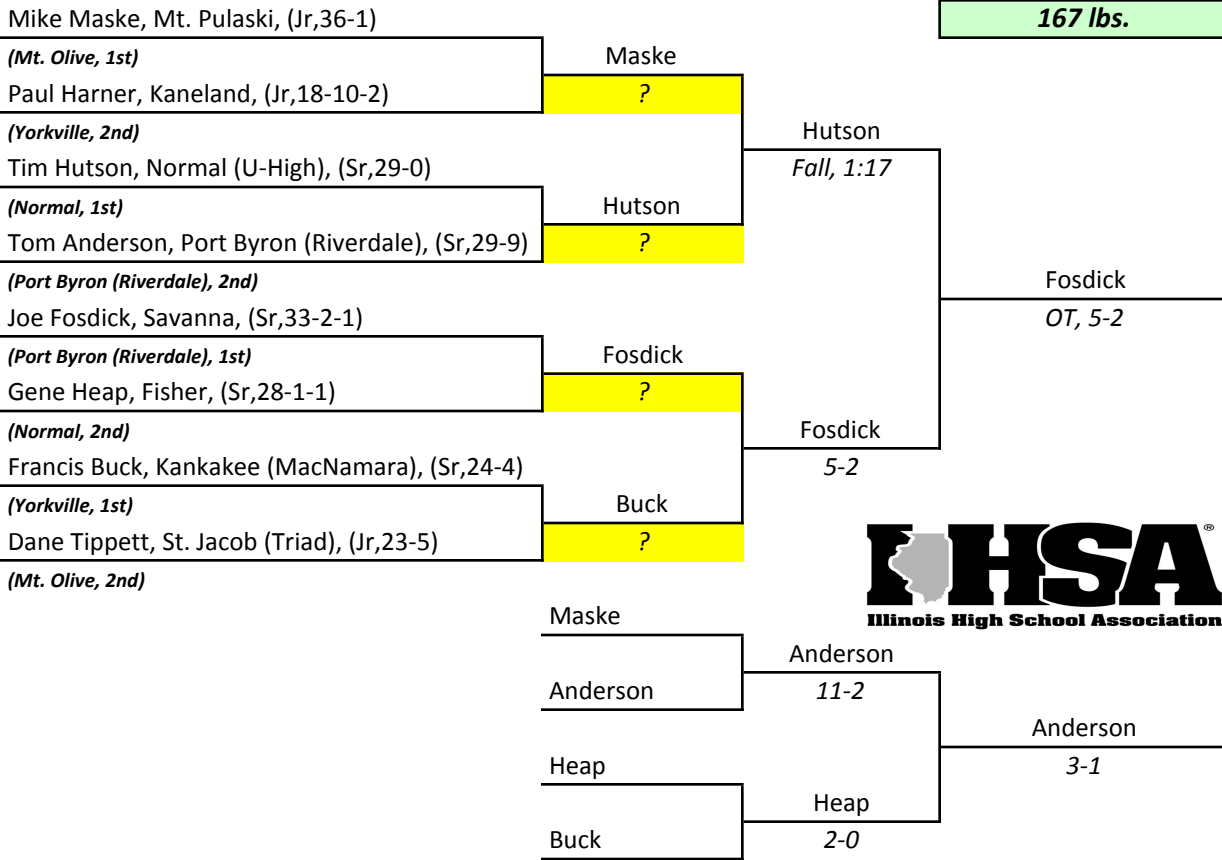 Mike Maske, Mt. Pulaski, (Jr,36-1)
167 lbs.
(Mt. Olive, 1st)
Maske
Paul Harner, Kaneland, (Jr,18-10-2)
?
(Yorkville, 2nd)
Hutson
Tim Hutson, Normal (U-High), (Sr,29-0)
Fall, 1:17
(Normal, 1st)
Hutson
Tom Anderson, Port Byron (Riverdale), (Sr,29-9)
?
(Port Byron (Riverdale), 2nd)
Fosdick
Joe Fosdick, Savanna, (Sr,33-2-1)
OT, 5-2
(Port Byron (Riverdale), 1st)
Fosdick
Gene Heap, Fisher, (Sr,28-1-1)
?
(Normal, 2nd)
Fosdick
Francis Buck, Kankakee (MacNamara), (Sr,24-4)
5-2
(Yorkville, 1st)
Buck
Dane Tippett, St. Jacob (Triad), (Jr,23-5)
?
(Mt. Olive, 2nd)
IHSA®
Illinois High School Association
Maske
Anderson
Anderson
11-2
Anderson
Heap
3-1
Heap
Buck
2-0